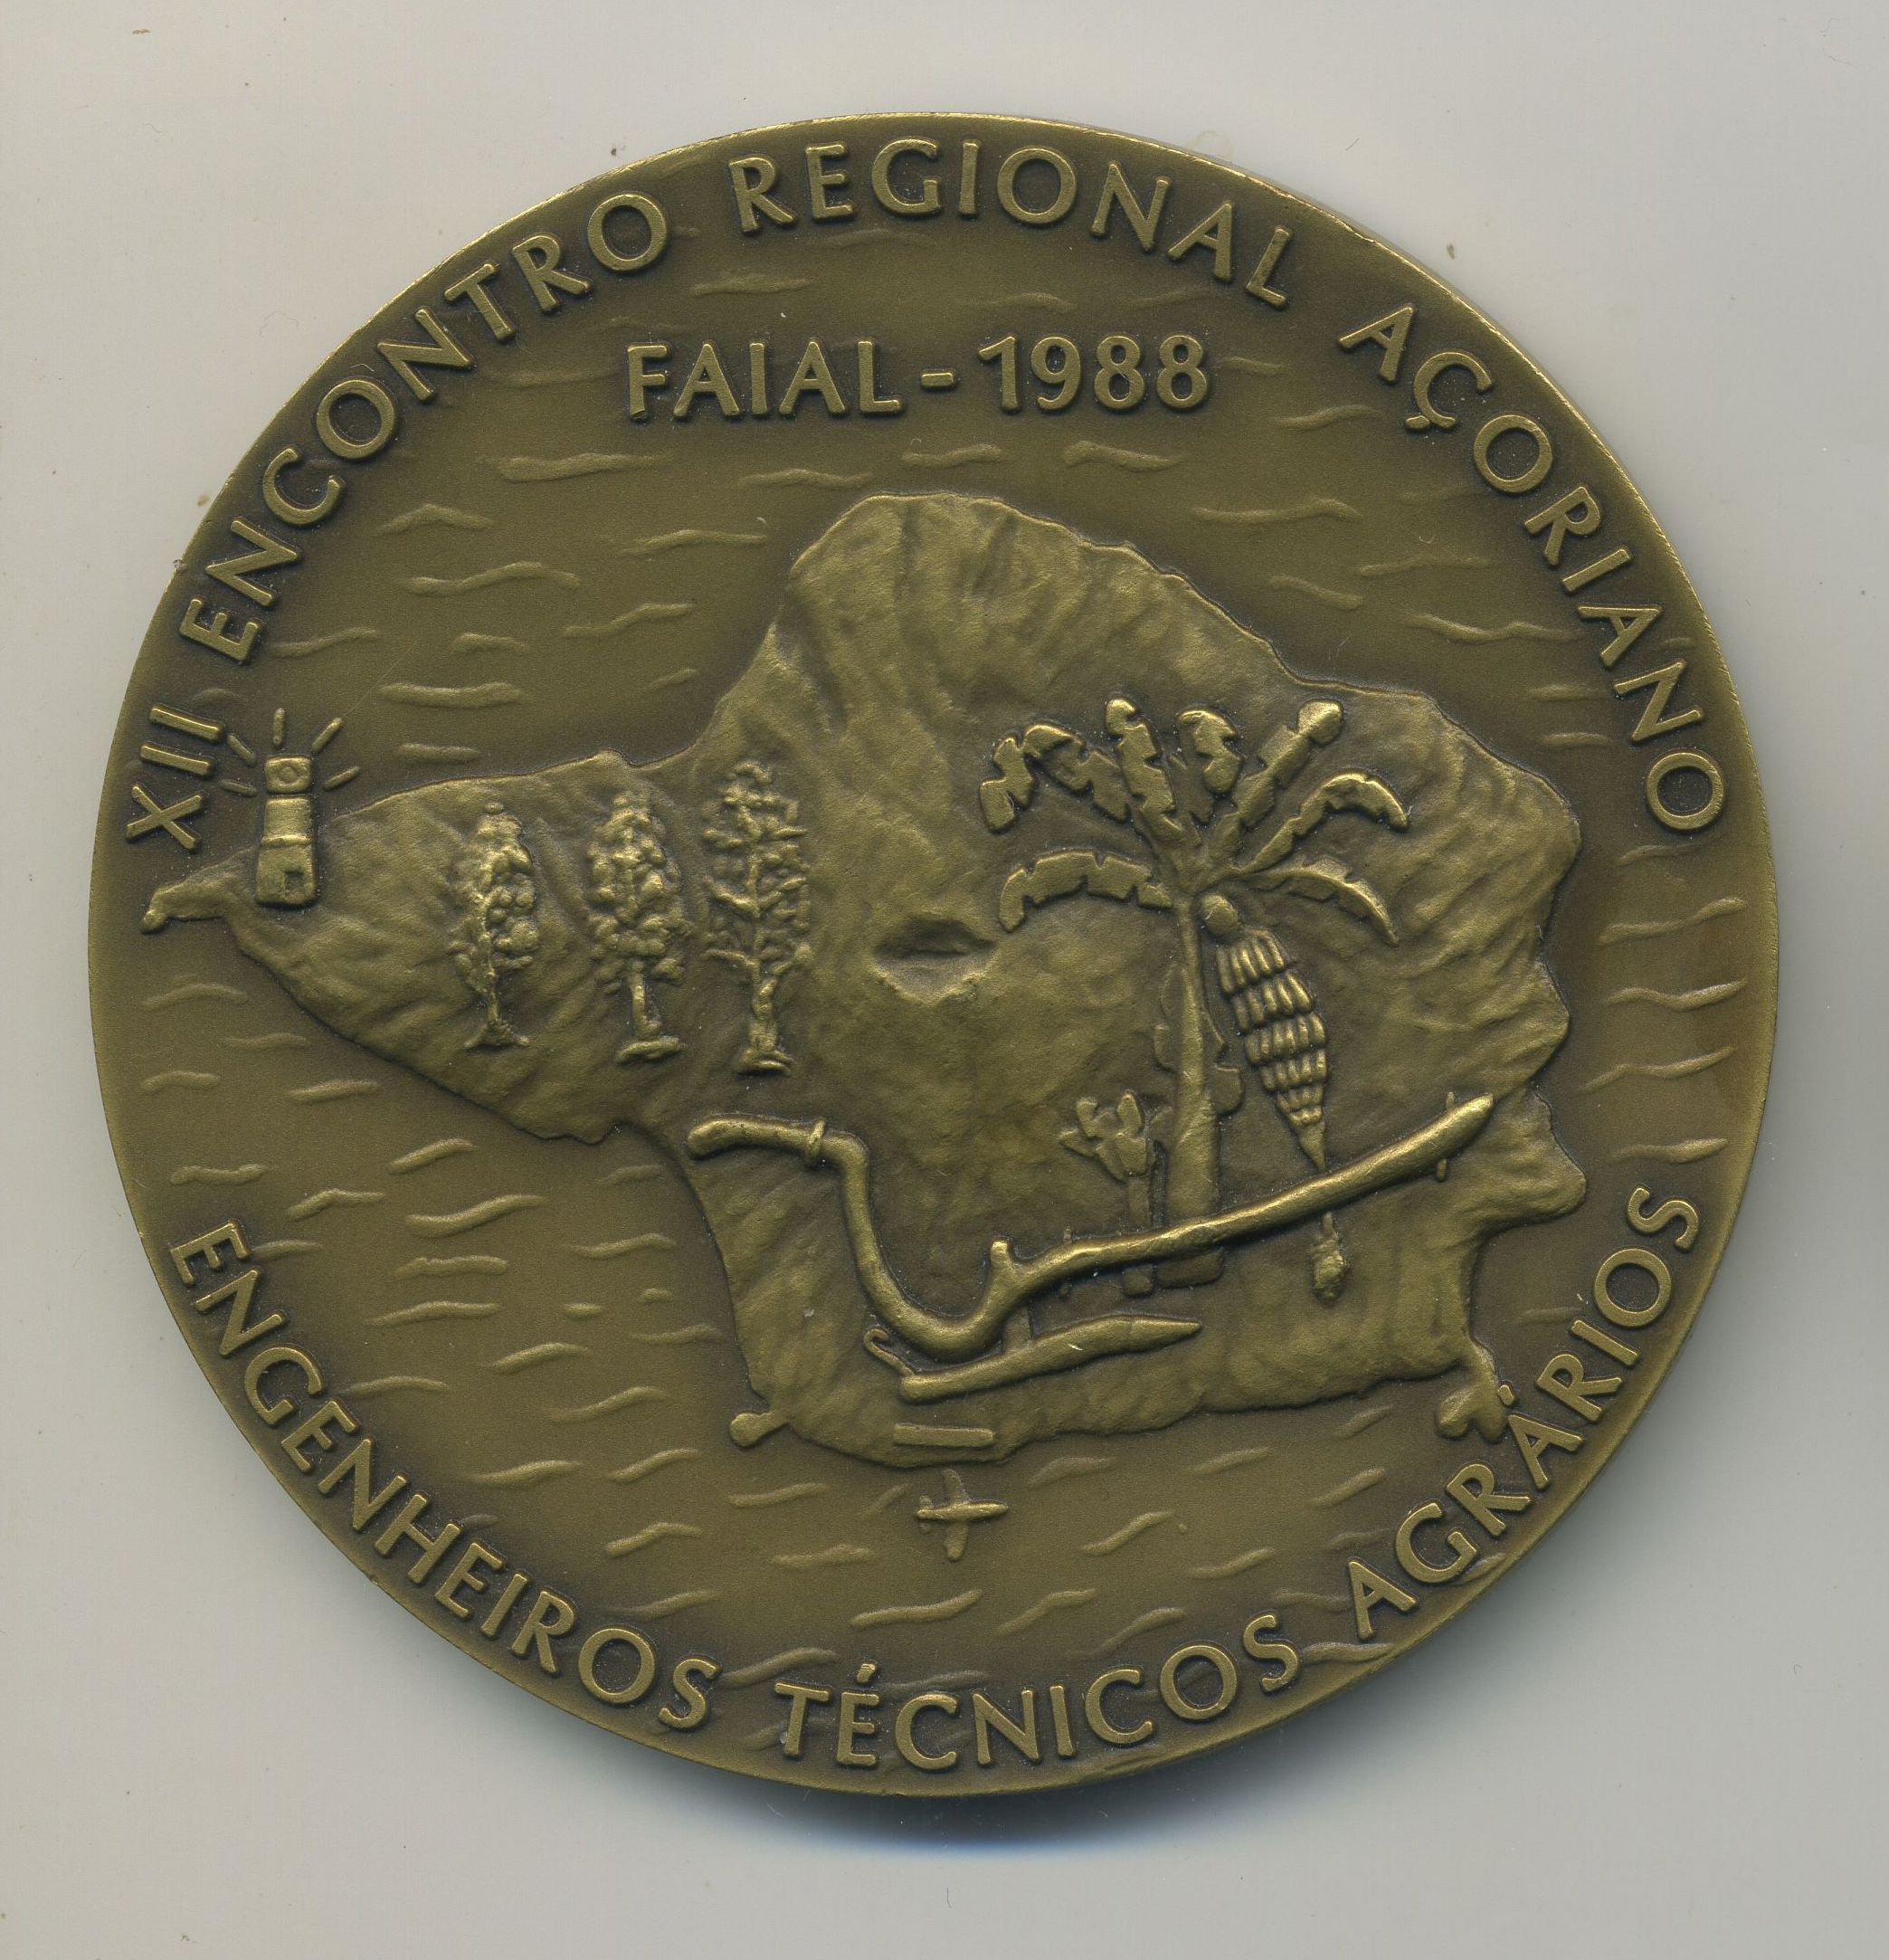 XII ENCONTRO REGIONAL AÇORIANO
FAIAL - 1988
ENGENHEIROS TÉCNICOS AGRÁRIOS